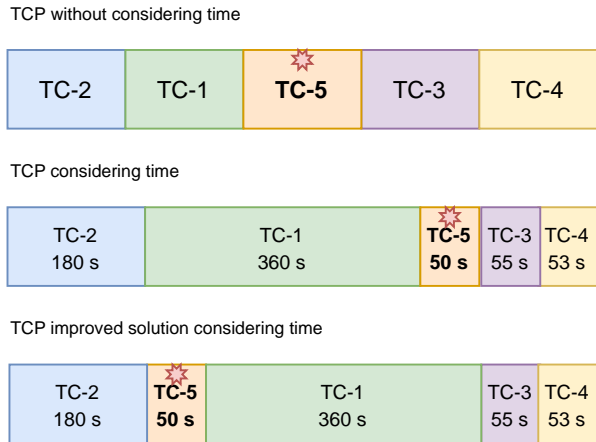 TCP without considering time
TC-2 TC-1 TC-5 TC-3 TC-4
TCP considering time
TC-2 TC-1 TC-5 TC-3 TC-4
180 s 360 s 50 s 55 s 53 s
TCP improved solution considering time
TC-2 TC-5 TC-1 TC-3 TC-4
180 s 50 s 360 s 55 s 53 s